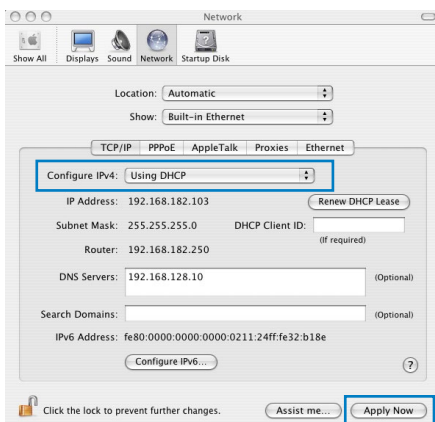 Network
Show All Displays Sound Network Startup Disk
Location: Automatic
Show: Built-in Ethernet
TCP/IP PPPoE AppleTalk Proxies Ethernet
Configure IPv4: Using DHCP
IP Address: 192.168.182.103 Renew DHCP Lease
Subnet Mask: 255.255.255.0 DHCP Client ID:
(If required)
Router: 192.168.182.250
DNS Servers: 192.168.128.10 (Optional)
Search Domains: (Optional)
IPv6 Address: fe80:0000:0000:0000:0211:24ff:fe32:b18e
Configure IPv6... ?
Click the lock to prevent further changes. Assist me... Apply Now